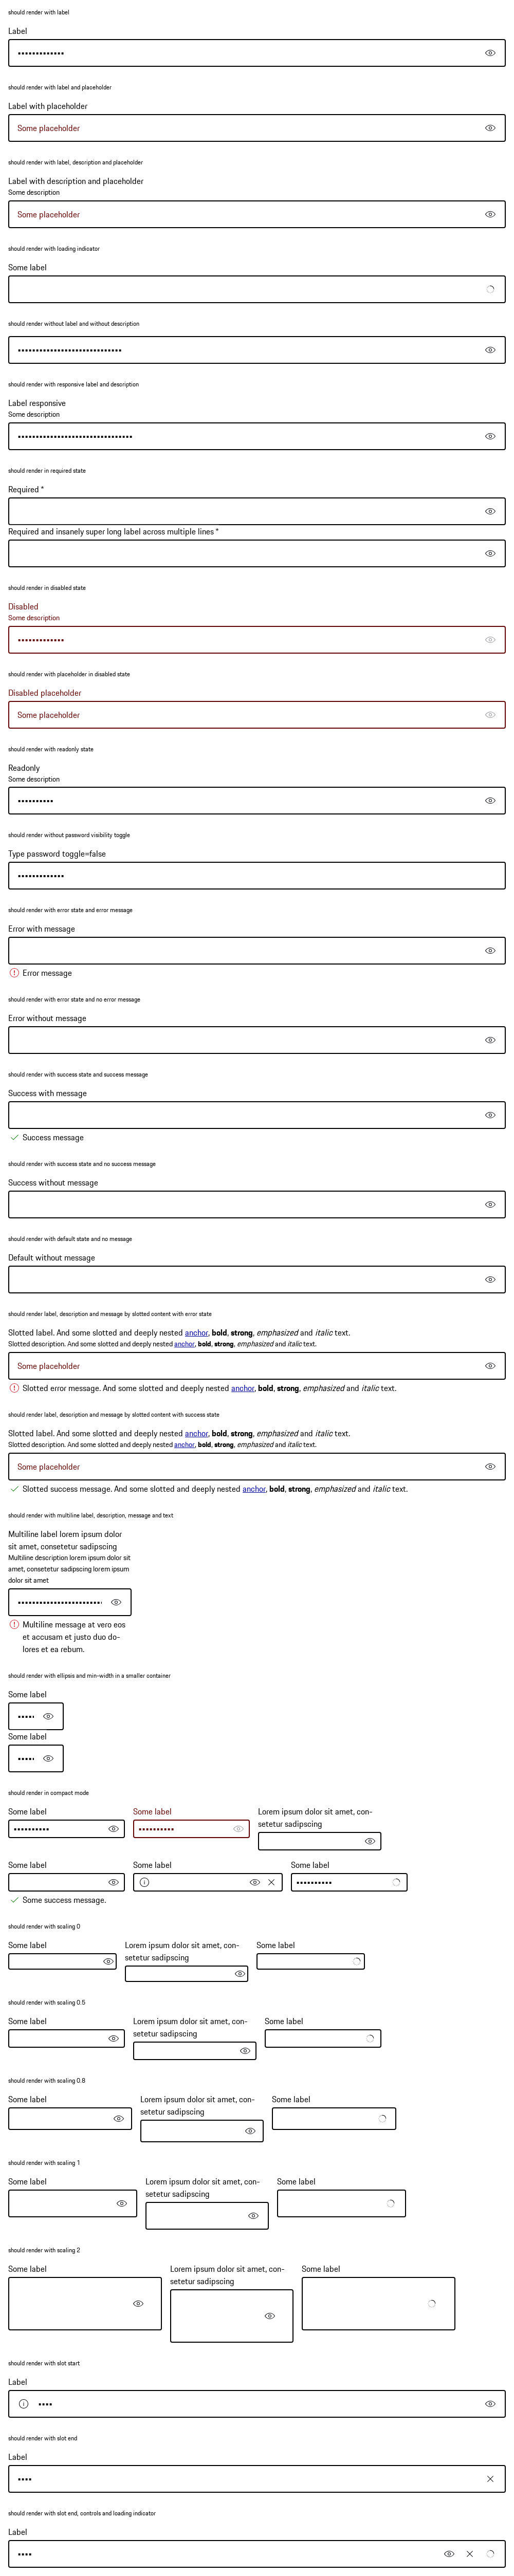 should render with label
Label
•••••••••••••
should render with label and placeholder
Label with placeholder
Some placeholder
should render with label, description and placeholder
Label with description and placeholder
Some description
Some placeholder
should render with loading indicator
Some label
should render without label and without description
•••••••••••••••••••••••••••••
should render with responsive label and description
Label responsive
Some description
••••••••••••••••••••••••••••••••
should render in required state
Required *
Required and insanely super long label across multiple lines *
should render in disabled state
Disabled
Some description
•••••••••••••
should render with placeholder in disabled state
Disabled placeholder
Some placeholder
should render with readonly state
Readonly
Some description
••••••••••
should render without password visibility toggle
Type password toggle=false
•••••••••••••
should render with error state and error message
Error with message
Error message
should render with error state and no error message
Error without message
should render with success state and success message
Success with message
Success message
should render with success state and no success message
Success without message
should render with default state and no message
Default without message
should render label, description and message by slotted content with error state
Slotted label. And some slotted and deeply nested anchor, bold, strong, emphasized and italic text.
Slotted description. And some slotted and deeply nested anchor, bold, strong, emphasized and italic text.
Some placeholder
Slotted error message. And some slotted and deeply nested anchor, bold, strong, emphasized and italic text.
should render label, description and message by slotted content with success state
Slotted label. And some slotted and deeply nested anchor, bold, strong, emphasized and italic text.
Slotted description. And some slotted and deeply nested anchor, bold, strong, emphasized and italic text.
Some placeholder
Slotted success message. And some slotted and deeply nested anchor, bold, strong, emphasized and italic text.
should render with multiline label, description, message and text
Multiline label lorem ipsum dolor
sit amet, consetetur sadipscing
Multiline description lorem ipsum dolor sit
amet, consetetur sadipscing lorem ipsum
dolor sit amet
••••••••••••••••••••••••
Multiline message at vero eos
et accusam et justo duo do-
lores et ea rebum.
should render with ellipsis and min-width in a smaller container
Some label
•••••
Some label
•••••
should render in compact mode
Some label
••••••••••
Some label
••••••••••
Lorem ipsum dolor sit amet, con-
setetur sadipscing
Some label
Some success message.
Some label
Some label
••••••••••
should render with scaling 0
Some label
Lorem ipsum dolor sit amet, con-
setetur sadipscing
Some label
should render with scaling 0.5
Some label
Lorem ipsum dolor sit amet, con-
setetur sadipscing
Some label
should render with scaling 0.8
Some label
Lorem ipsum dolor sit amet, con-
setetur sadipscing
Some label
should render with scaling 1
Some label
Lorem ipsum dolor sit amet, con-
setetur sadipscing
Some label
should render with scaling 2
Some label
Lorem ipsum dolor sit amet, con-
setetur sadipscing
Some label
should render with slot start
Label
••••
should render with slot end
Label
••••
should render with slot end, controls and loading indicator
Label
••••